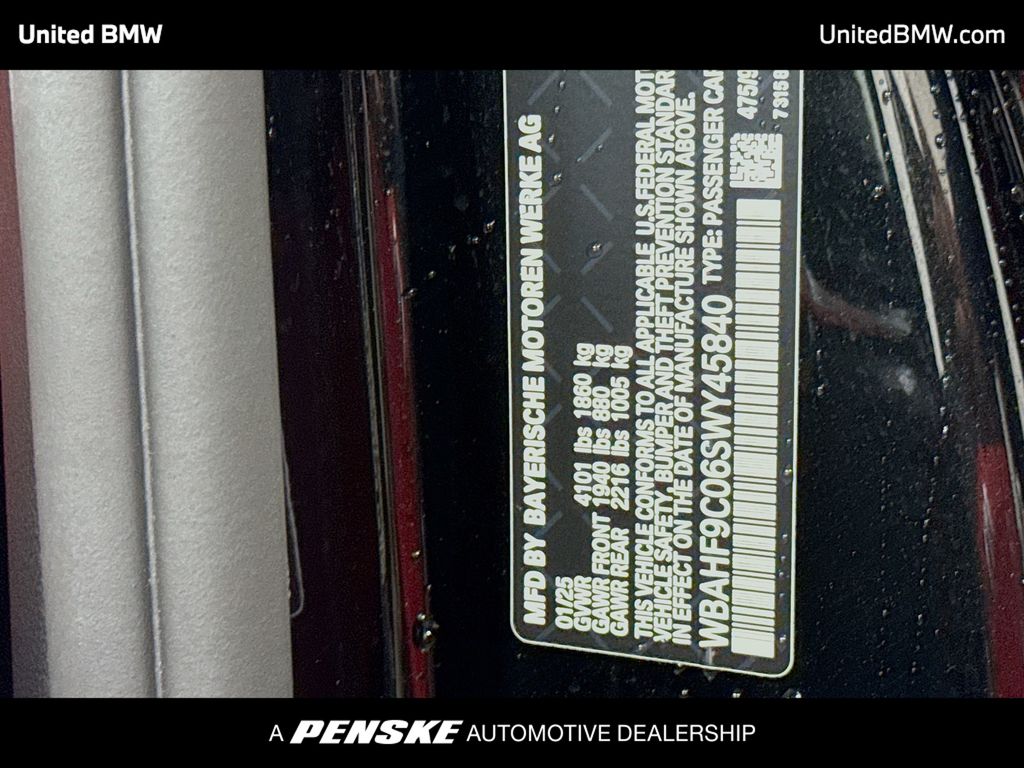 United BMW
UnitedBMW.com
MFD BY BAYERISCHE MOTOREN WERKE AG
01/25
GVWR 4101 lbs 1860 kg
GAWR FRONT 1940 lbs 880 kg
GAWR REAR 2216 lbs 1005 kg
THIS VEHICLE CONFORMS TO ALL APPLICABLE U.S. FEDERAL
VEHICLE SAFETY, BUMPER AND THEFT PREVENTION
IN EFFECT ON THE DATE OF MANUFACTURE SHOWN ABOVE.
WBAHF9C06SWY45840 TYPE: PASSENGER CAR
A PENSKE AUTOMOTIVE DEALERSHIP